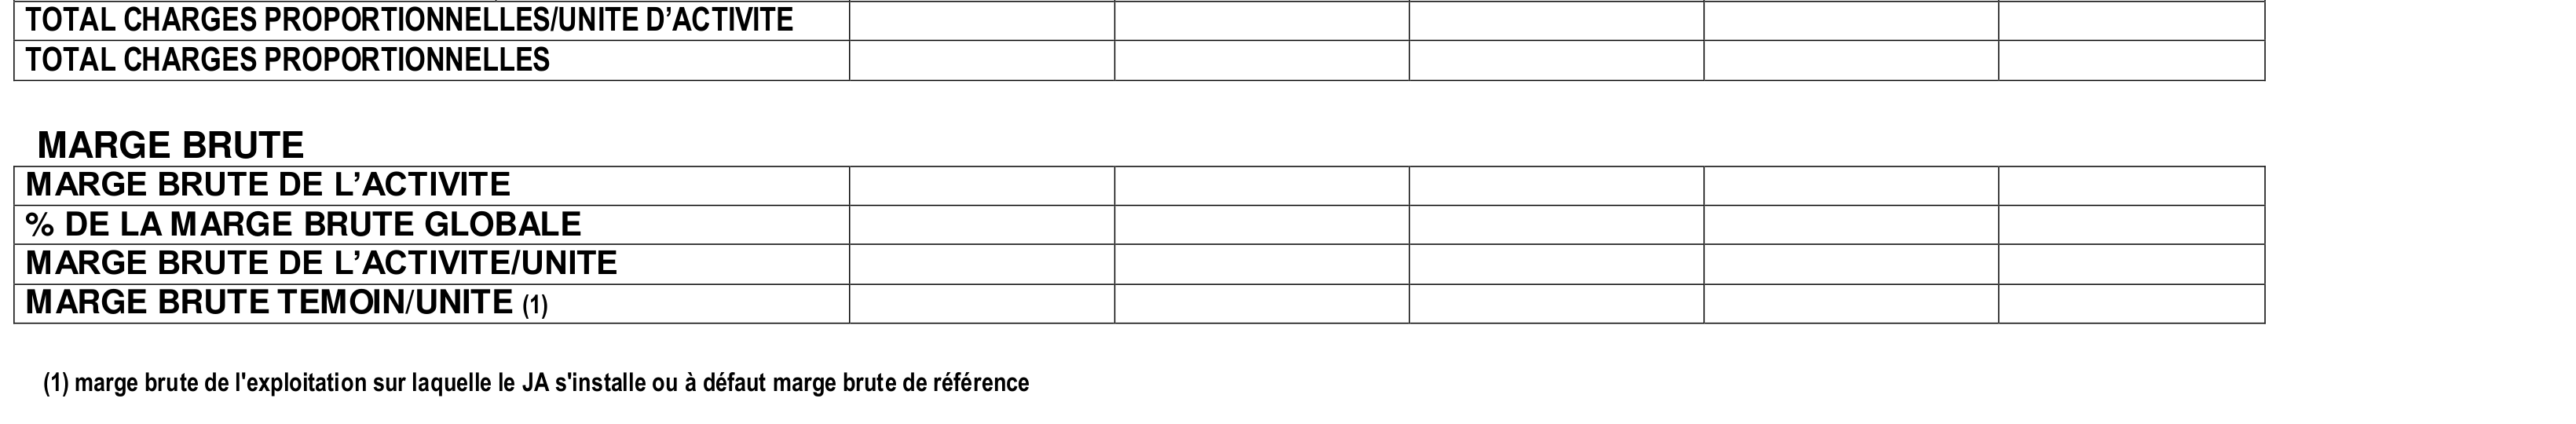 TOTAL CHARGES PROPORTIONNELLES/UNITE D’ACTIVITE
TOTAL CHARGES PROPORTIONNELLES
MARGE BRUTE
MARGE BRUTE DE L’ACTIVITE
% DE LA MARGE BRUTE GLOBALE
MARGE BRUTE DE L’ACTIVITE/UNITE
MARGE BRUTE TEMOIN/UNITE (1)
(1) marge brute de l'exploitation sur laquelle le JA s'installe ou à défaut marge brute de référence